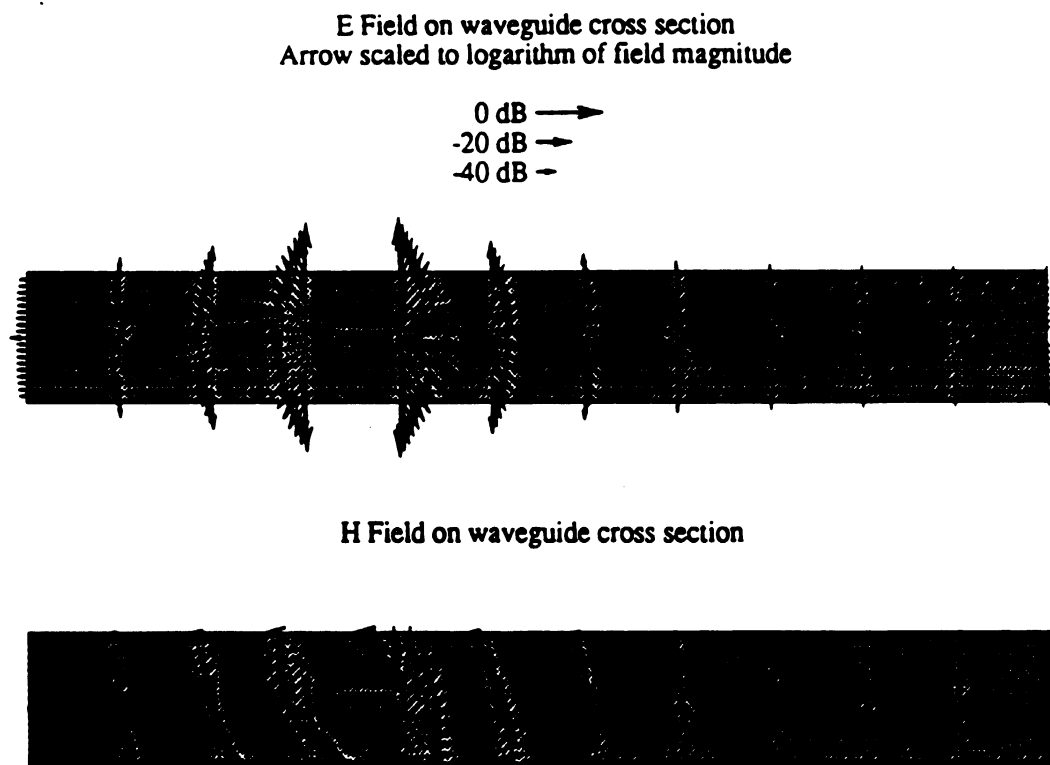 E Field on waveguide cross section
Arrow scaled to logarithm of field magnitude
0 dB
-20 dB
-40 dB
H Field on waveguide cross section